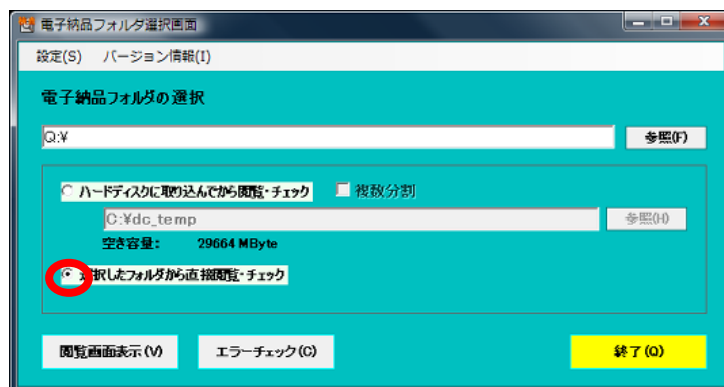 電子納品フォルダ選択画面
設定(S) バージョン情報(I)
電子納品フォルダの選択
Q:¥ 参照(F)
ハードディスクに取り込んでから閲覧・チェック 複数分割
C:¥dc_temp 参照(H)
空き容量: 29664 MByte
選択したフォルダから直接閲覧・チェック
閲覧画面表示(V) エラーチェック(C) 終了(Q)